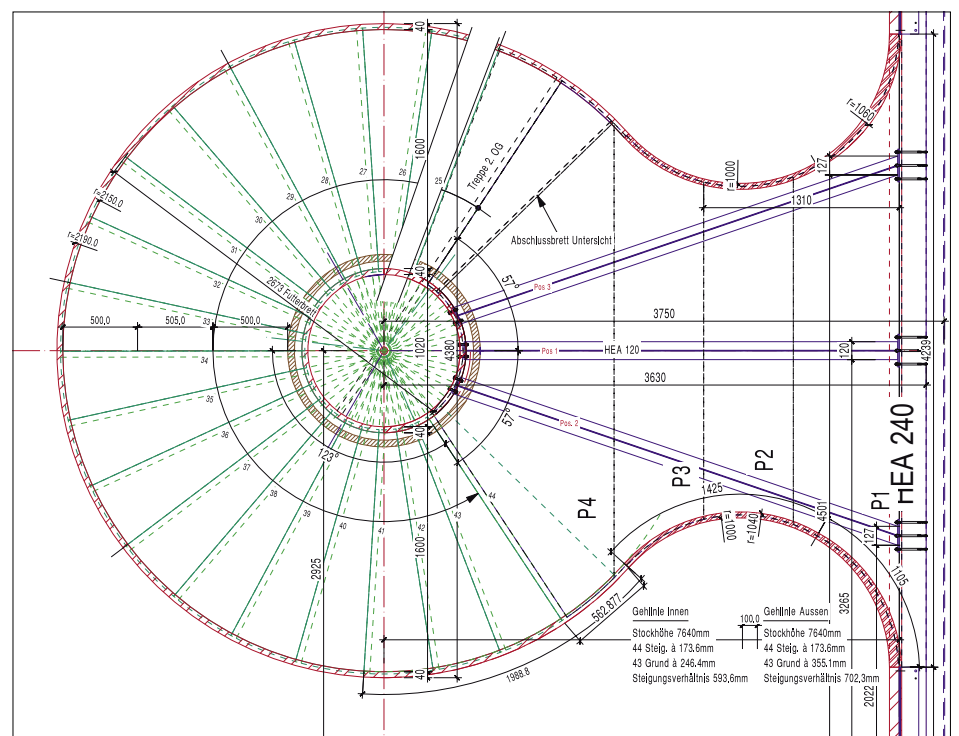 40
40
r=1060
1600
127
r=1000
27
26
28
25
Treppe 2. OG
29
1310
r=2150.0
30
Abschlussbrett Untersicht
r=2190.0
31
40
57°
2673 Futterbrett
32
Pos 3
3750
500,0
505,0
33
500,0
1020
4380
Pos 1
HEA 120
120
4239
34
3630
35
40
57°
Pos. 2
36
123°
HEA 240
37
P3
P2
38
44
1425
P1
39
43
P4
40
42
r=1000
r=1040
4501
41
127
1600
2925
1105
562,877
3265
Gehlinie Innen
100,0
Gehlinie Aussen
Stockhöhe 7640mm
Stockhöhe 7640mm
44 Steig. à 173.6mm
44 Steig. à 173.6mm
43 Grund à 246.4mm
43 Grund à 355.1mm
Steigungsverhältnis 593,6mm
Steigungsverhältnis 702,3mm
40
1988.8
2022